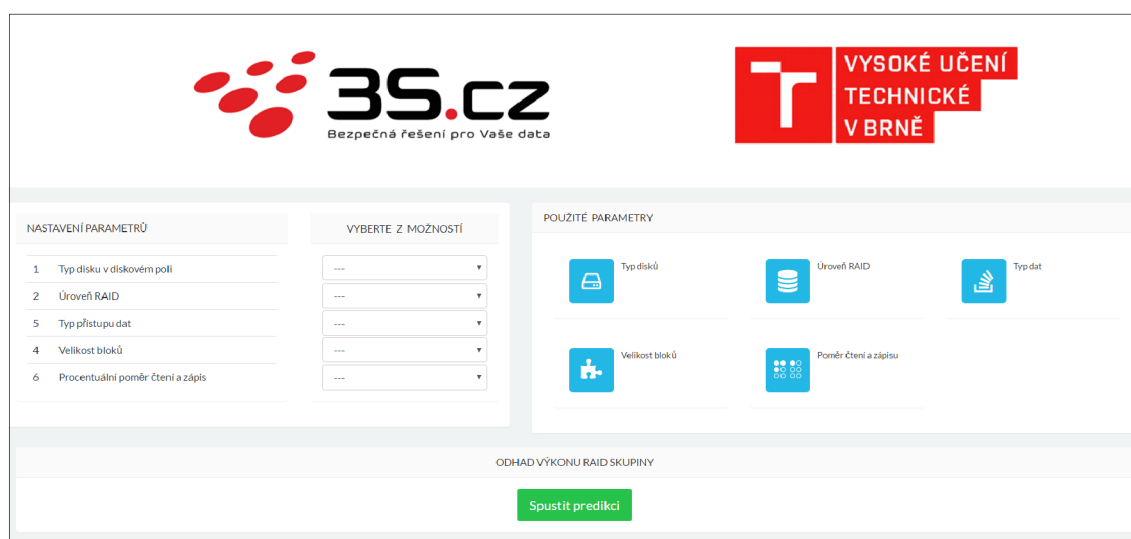 3S.cz
Bezpečná řešení pro Vaše data
VYSOKÉ UČENÍ
TECHNICKÉ
V BRNĚ
NASTAVENÍ PARAMETRŮ
VYBERTE Z MOŽNOSTÍ
1 Typ disku v diskovém poli ---
2 Úroveň RAID ---
5 Typ přístupu dat ---
4 Velikost bloků ---
6 Procentuální poměr čtení a zápis ---
POUŽITÉ PARAMETRY
Typ disků
Úroveň RAID
Typ dat
Velikost bloků
Poměr čtení a zápisu
ODHAD VÝKONU RAID SKUPINY
Spustit predikci